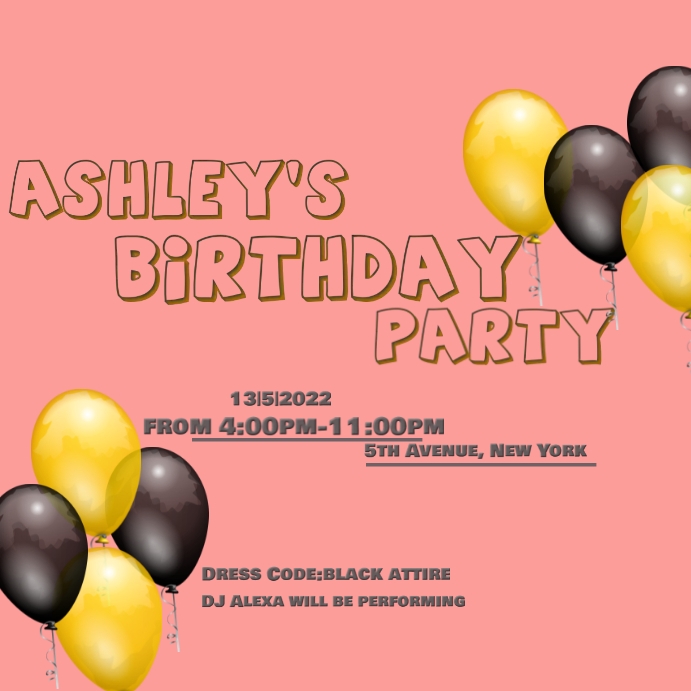 ASHLEY'S
BiRTHDAY
PARTY
13|5|2022
FROM 4:00PM-11:00PM
5TH AVENUE, NEW YORK
DRESS CODE:BLACK ATTIRE
DJ ALEXA WILL BE PERFORMING